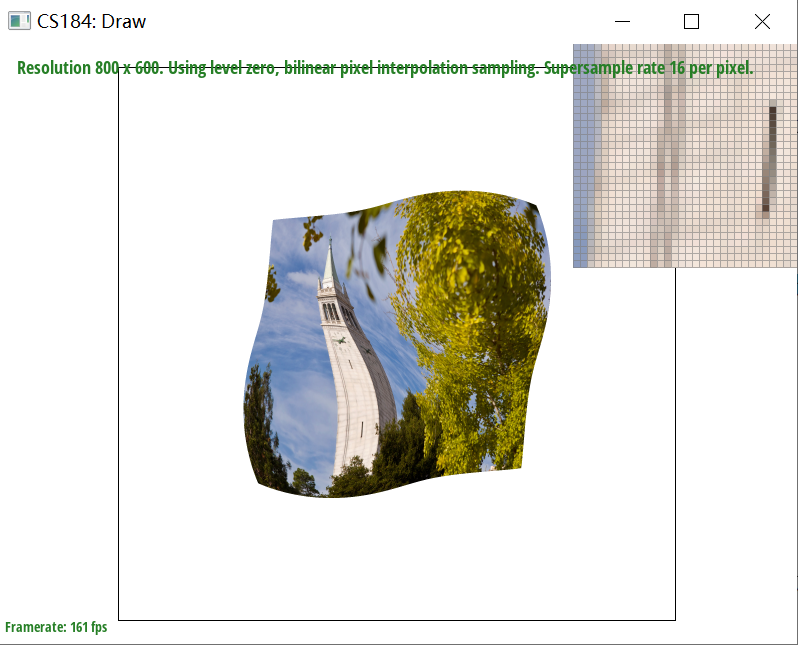 CS184: Draw
Resolution 800 x 600. Using level zero, bilinear pixel interpolation sampling. Supersample rate 16 per pixel.
Framerate: 161 fps